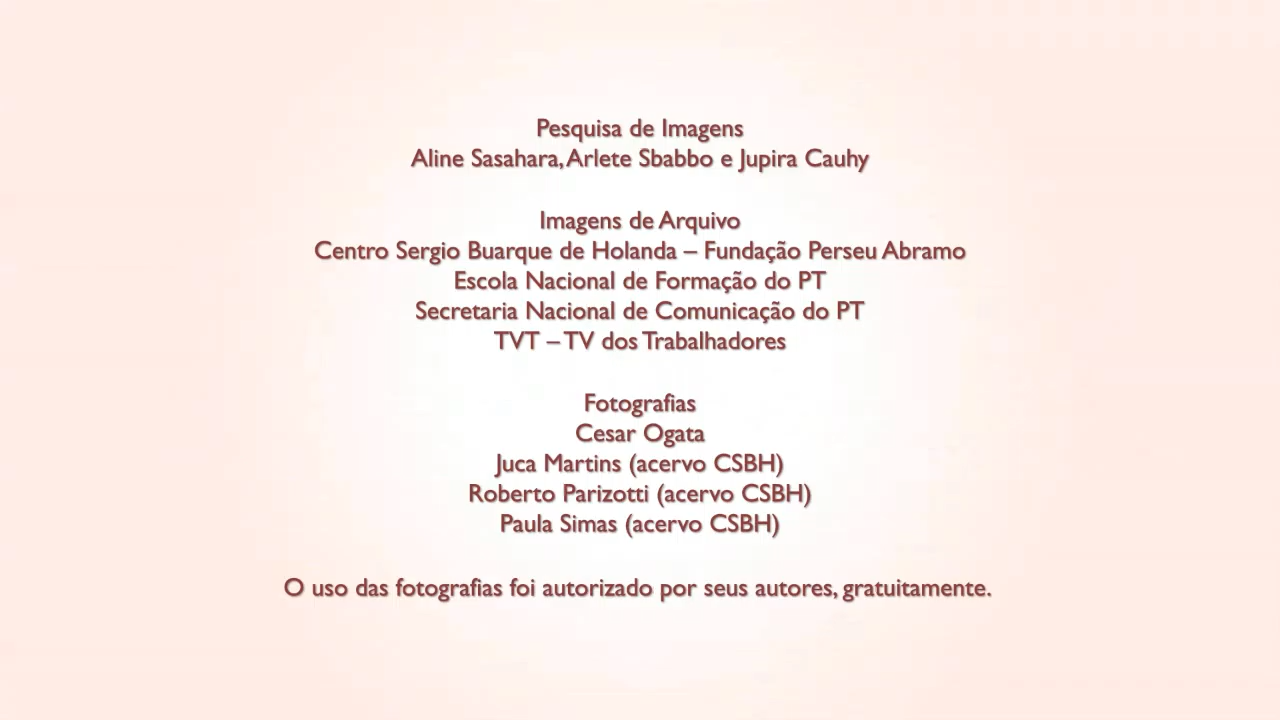 Pesquisa de Imagens
Aline Sasahara, Arlete Sbabbo e Jupira Cauhy
Imagens de Arquivo
Centro Sergio Buarque de Holanda – Fundação Perseu Abramo
Escola Nacional de Formação do PT
Secretaria Nacional de Comunicação do PT
TVT – TV dos Trabalhadores
Fotografias
Cesar Ogata
Juca Martins (acervo CSBH)
Roberto Parizotti (acervo CSBH)
Paula Simas (acervo CSBH)
O uso das fotografias foi autorizado por seus autores, gratuitamente.